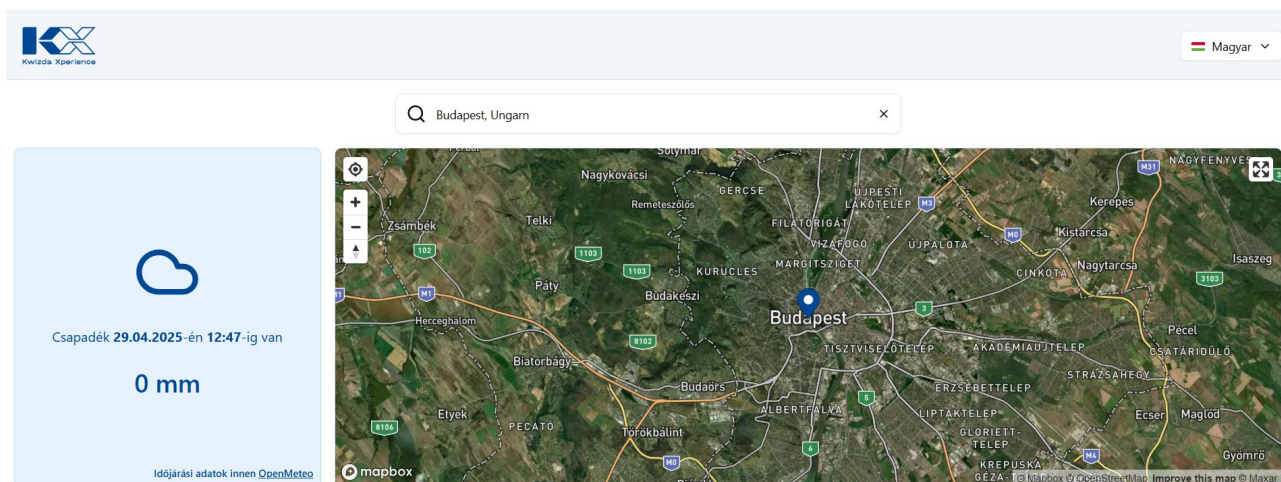 KX
Kwizda Xperience
Magyar
Budapest, Ungarn
Csapadék 29.04.2025-én 12:47-ig van
0 mm
Időjárási adatok innen OpenMeteo
Solymár
NAGYFENYVES
M31
Nagykovácsi
GERCSE
ÚJPESTI
LAKÓTELEP
M3
Kerepes
Remeteszőlős
Telki
Zsámbék
FILATORIGÁT
VIZAFOGÓ
ÚJPALOTA
M0
Kistarcsa
102
1103
1103
KURUCLES
MARGITSZIGET
CINKOTA
Nagytarcsa
Isaszeg
3103
M1
Páty
Budakeszi
3
Herceghalom
Budapest
Pécel
8102
TISZTVISELŐTELEP
AKADÉMIAÚJTELEP
CSATÁRIDŰLŐ
Biatorbágy
STRÁZSAHEGY
Budaörs
ERZSÉBETTELEP
5
Etyek
ALBERTFALVA
LIPTÁKTELEP
Ecser
Maglód
8106
PECATÓ
Törökbálint
GLORIETT-
TELEP
6
M0
M4
Gyömrő
KREPUSKA
GÉZA-T
mapbox
© Mapbox © OpenStreetMap Improve this map © Maxar